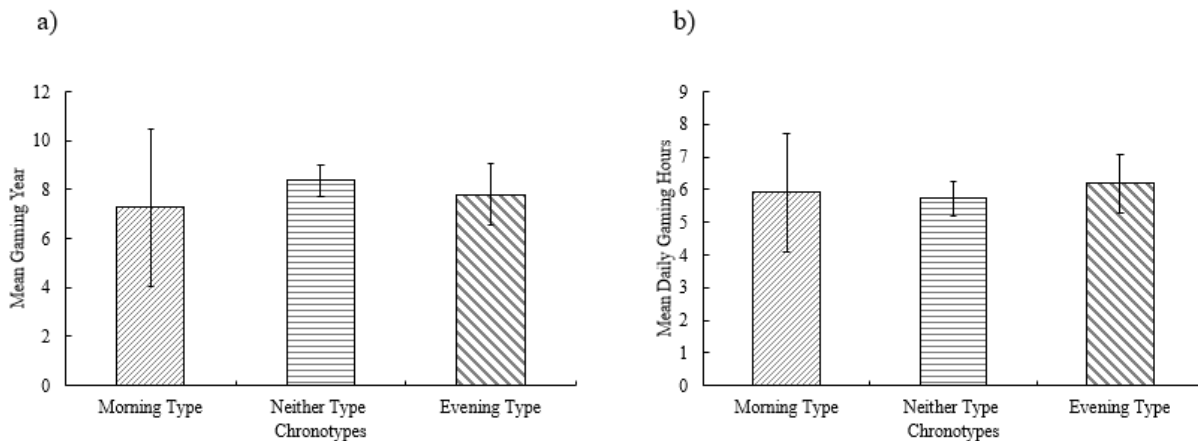 a)
Mean Gaming Year
12
10
8
6
4
2
0
Morning Type
Neither Type
Evening Type
Chronotypes
b)
Mean Daily Gaming Hours
9
8
7
6
5
4
3
2
1
0
Morning Type
Neither Type
Evening Type
Chronotypes